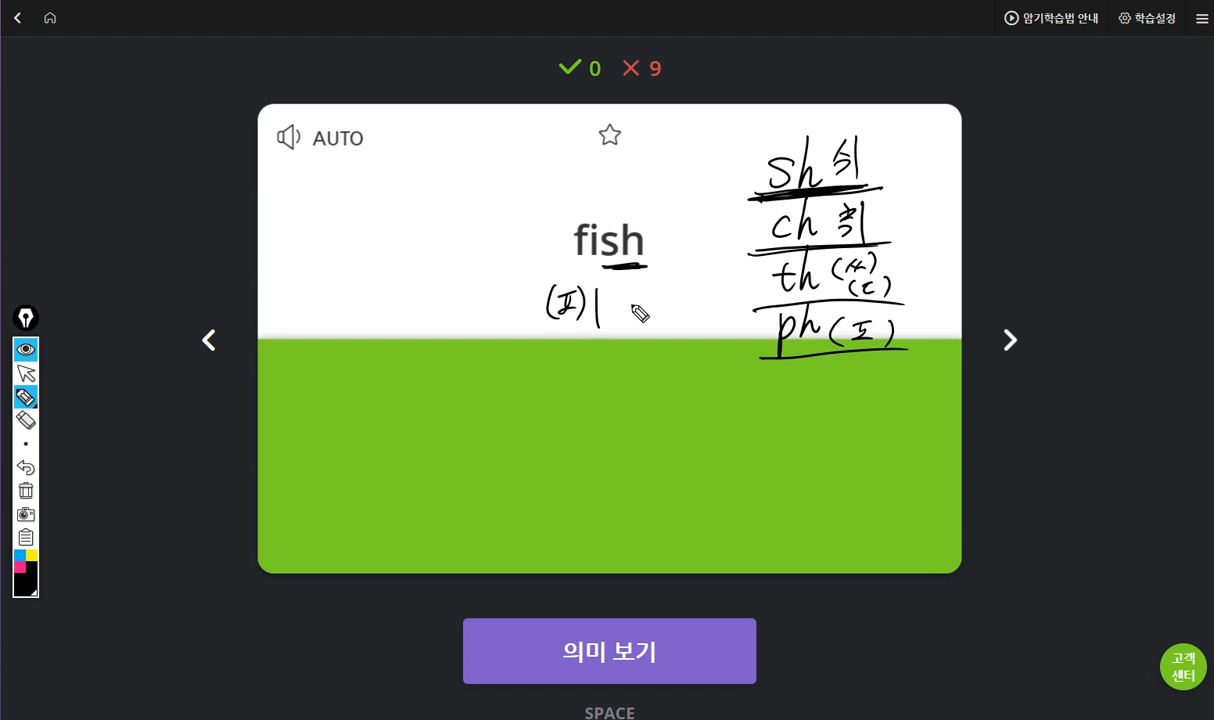 암기학습법 안내 학습설정
0 9
AUTO
fish
(ㅍ)ㅣ
sh 쉬
ch 취
th (ㅆ)
(ㄷ)
ph (ㅍ)
의미 보기
SPACE
고객
센터